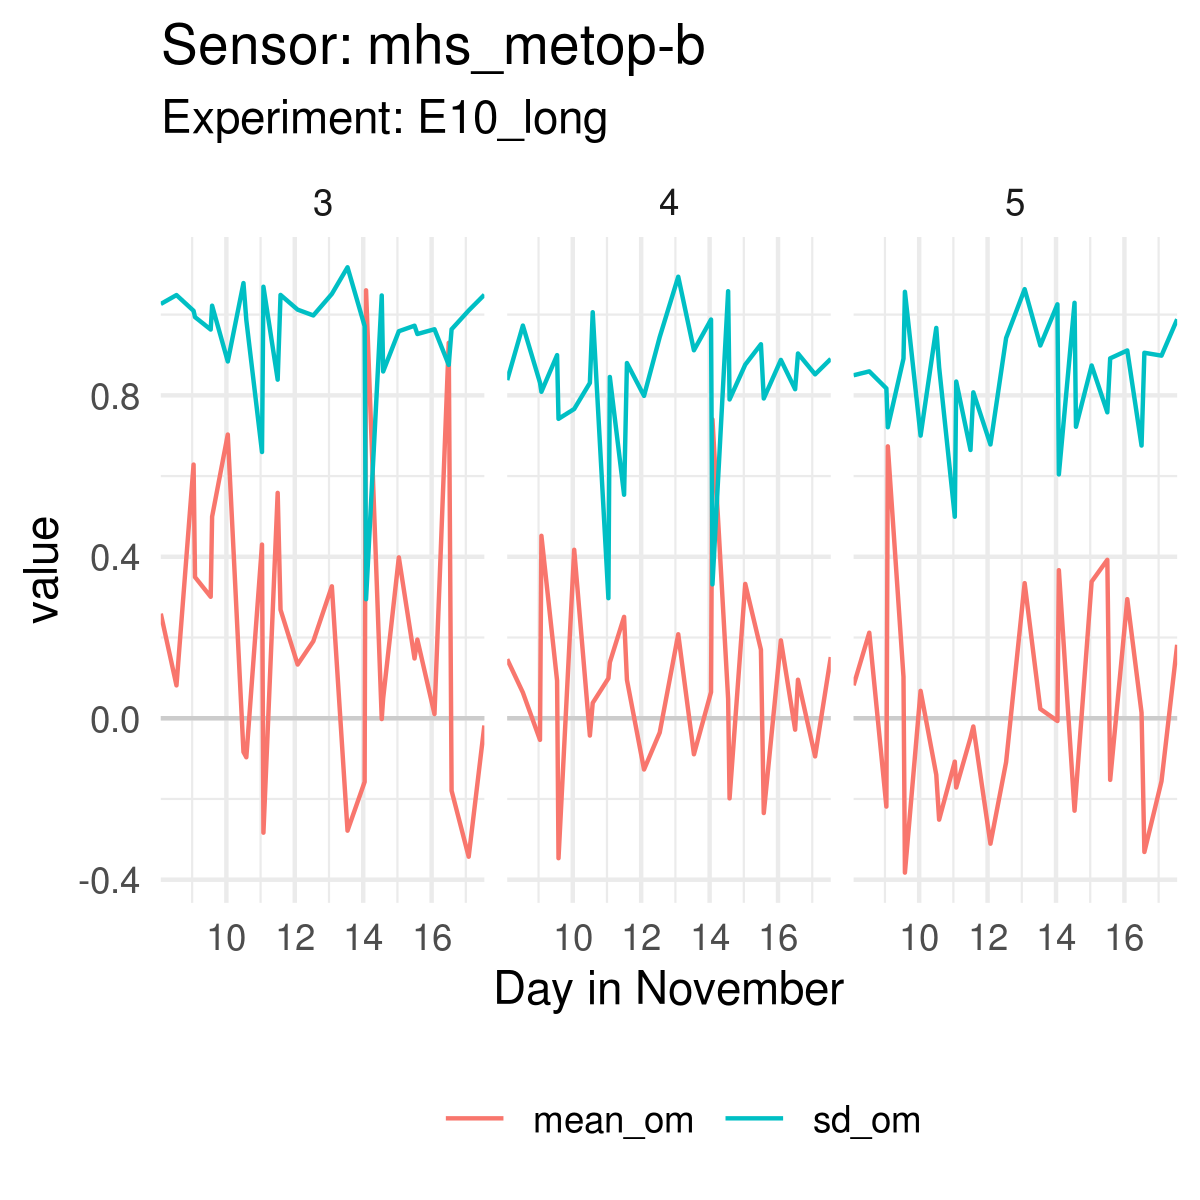 Sensor: mhs_metop-b
Experiment: E10_long
3 4 5
0.8
0.4
0.0
-0.4
value
10 12 14 16 10 12 14 16 10 12 14 16
Day in November
mean_om sd_om